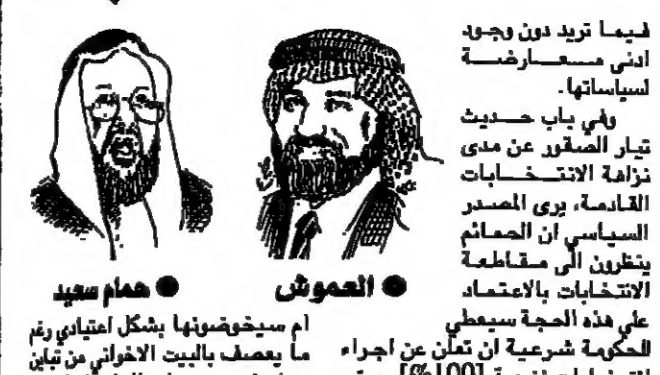 فيما تريد دون وجود
ادنى معارضة
لسياساتها.
وفي باب حديث
تيار الصقور عن مدى
نزاهة الانتخابات
القادمة، يرى المصدر
السياسي ان الحمائم
ينظرون الى مقاطعة
الانتخابات بالاعتماد
على هذه الحجة سيعطي
للحكومة شرعية ان تعلن عن اجراء
[100%]
● العموش
● همام سعيد
ام سيخوضونها بشكل اعتيادي رغم
ما يعصف بالبيت الاخواني من تباين